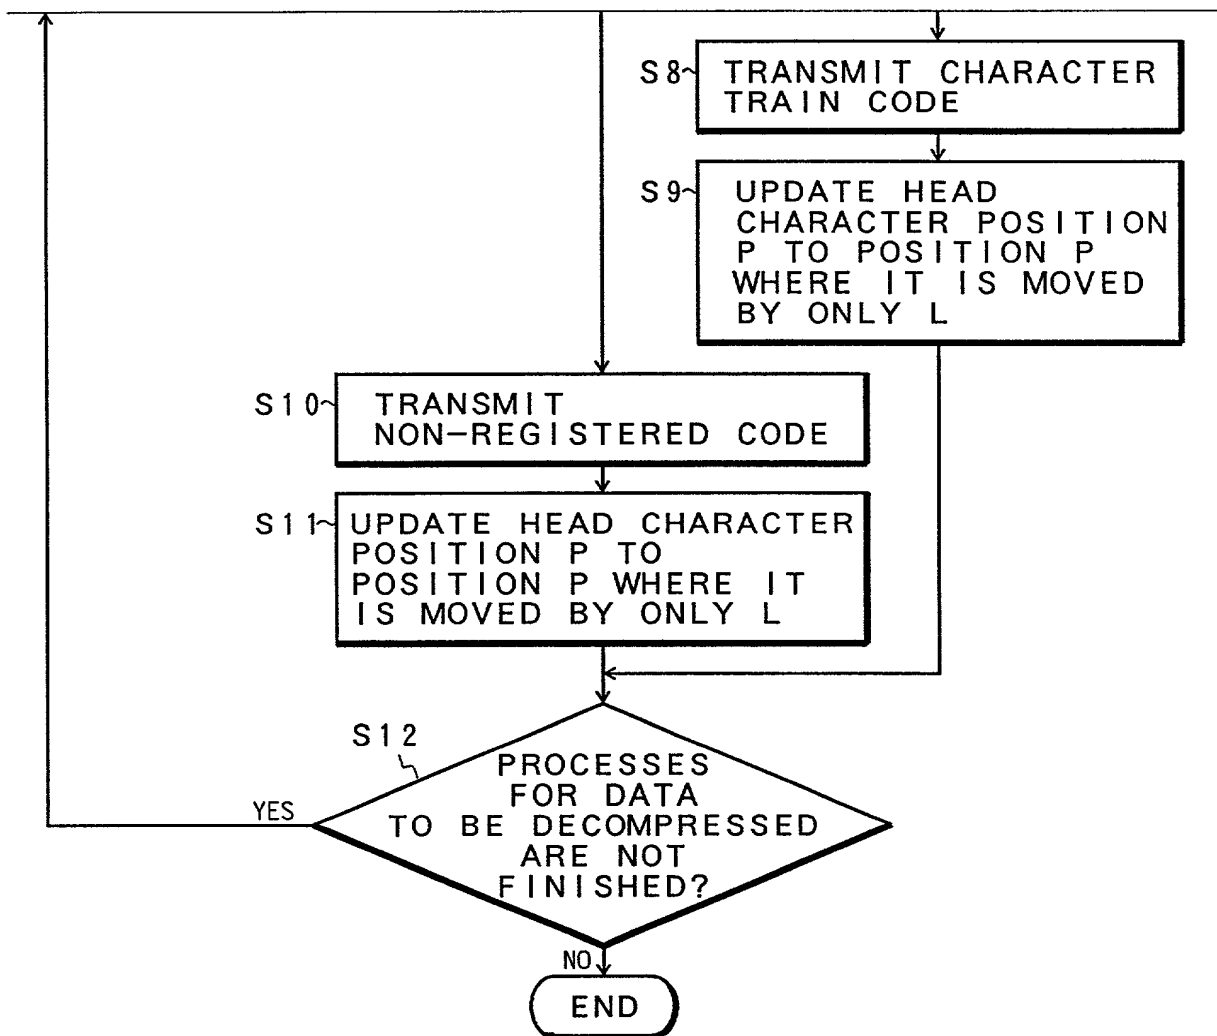 S8
TRANSMIT CHARACTER
TRAIN CODE
S9
UPDATE HEAD
CHARACTER POSITION
P TO POSITION P
WHERE IT IS MOVED
BY ONLY L
S10
TRANSMIT
NON-REGISTERED CODE
S11
UPDATE HEAD CHARACTER
POSITION P TO
POSITION P WHERE IT
IS MOVED BY ONLY L
S12
PROCESSES
FOR DATA
TO BE DECOMPRESSED
ARE NOT
FINISHED?
YES
NO
END